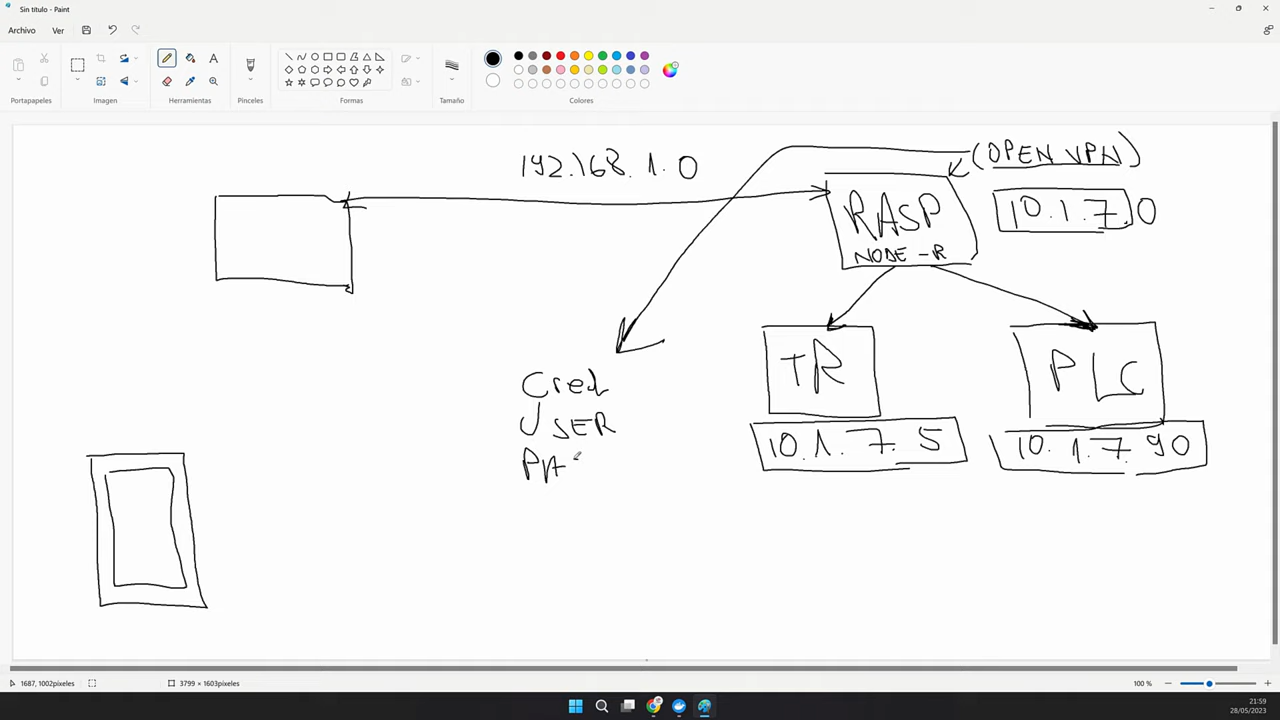 Sin título - Paint
Archivo
Ver
Portapapeles
Imagen
Herramientas
Pinceles
Formas
Tamaño
Colores
192.168.1.0
(OPEN VPN)
RASP
NODE-R
10.1.7.0
TR
PLC
10.1.7.5
10.1.7.90
Cred
USER
PA
1687, 1002píxeles
3799 × 1603píxeles
100 %
21:59
28/05/2023